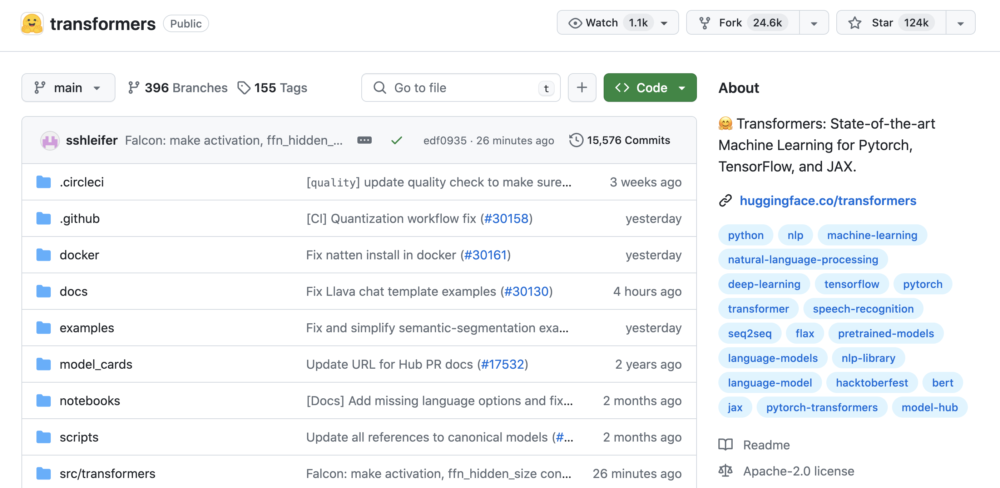 transformers Public Watch 1.1k Fork 24.6k Star 124k
main 396 Branches 155 Tags Go to file t + <> Code
sshleifer Falcon: make activation, ffn_hidden_... edf0935 · 26 minutes ago 15,576 Commits
.circleci [quality] update quality check to make sure... 3 weeks ago
.github [CI] Quantization workflow fix (#30158) yesterday
docker Fix natten install in docker (#30161) yesterday
docs Fix Llava chat template examples (#30130) 4 hours ago
examples Fix and simplify semantic-segmentation exa... yesterday
model_cards Update URL for Hub PR docs (#17532) 2 years ago
notebooks [Docs] Add missing language options and fix... 2 months ago
scripts Update all references to canonical models (#... 2 months ago
src/transformers Falcon: make activation, ffn_hidden_size con... 26 minutes ago
About
🤗 Transformers: State-of-the-art
Machine Learning for Pytorch,
TensorFlow, and JAX.
huggingface.co/transformers
python nlp machine-learning
natural-language-processing
deep-learning tensorflow pytorch
transformer speech-recognition
seq2seq flax pretrained-models
language-models nlp-library
language-model hacktoberfest bert
jax pytorch-transformers model-hub
Readme
Apache-2.0 license